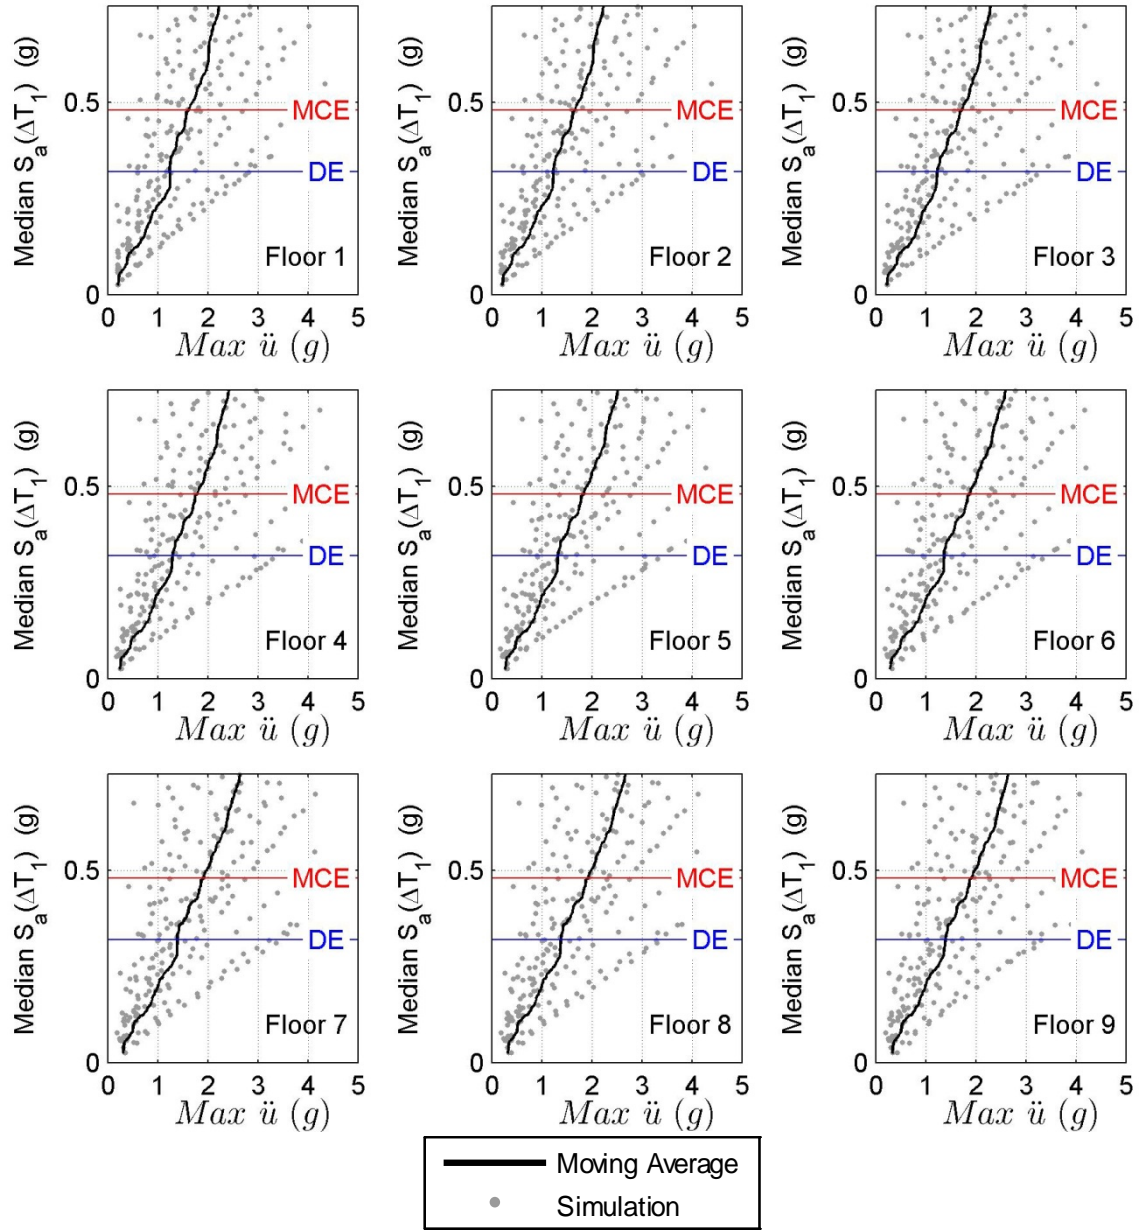 Median S_a(ΔT_1) (g)
0.5
0
MCE
DE
Floor 1
0 1 2 3 4 5
Max ü (g)
Median S_a(ΔT_1) (g)
0.5
0
MCE
DE
Floor 2
0 1 2 3 4 5
Max ü (g)
Median S_a(ΔT_1) (g)
0.5
0
MCE
DE
Floor 3
0 1 2 3 4 5
Max ü (g)
Median S_a(ΔT_1) (g)
0.5
0
MCE
DE
Floor 4
0 1 2 3 4 5
Max ü (g)
Median S_a(ΔT_1) (g)
0.5
0
MCE
DE
Floor 5
0 1 2 3 4 5
Max ü (g)
Median S_a(ΔT_1) (g)
0.5
0
MCE
DE
Floor 6
0 1 2 3 4 5
Max ü (g)
Median S_a(ΔT_1) (g)
0.5
0
MCE
DE
Floor 7
0 1 2 3 4 5
Max ü (g)
Median S_a(ΔT_1) (g)
0.5
0
MCE
DE
Floor 8
0 1 2 3 4 5
Max ü (g)
Median S_a(ΔT_1) (g)
0.5
0
MCE
DE
Floor 9
0 1 2 3 4 5
Max ü (g)
Moving Average
Simulation